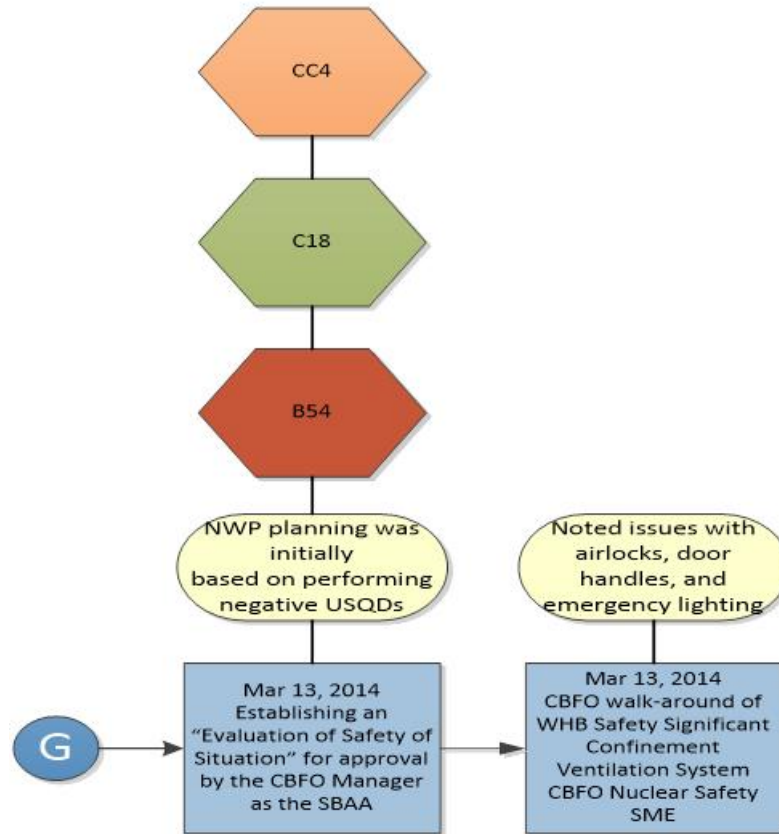 CC4
C18
B54
NWP planning was
initially
based on performing
negative USQDs
Noted issues with
airlocks, door
handles, and
emergency lighting
G
Mar 13, 2014
Establishing an
“Evaluation of Safety of
Situation” for approval
by the CBFO Manager
as the SBAA
Mar 13, 2014
CBFO walk-around of
WHB Safety Significant
Confinement
Ventilation System
CBFO Nuclear Safety
SME